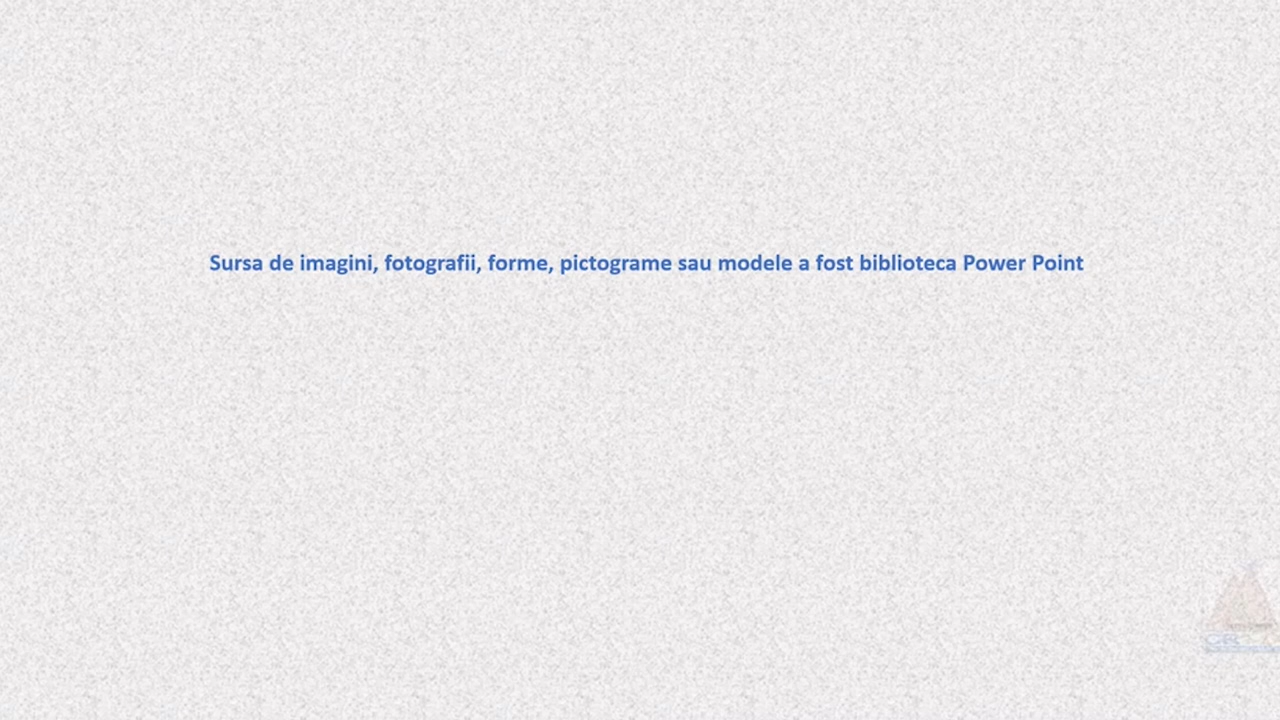 Sursa de imagini, fotografii, forme, pictograme sau modele a fost biblioteca Power Point